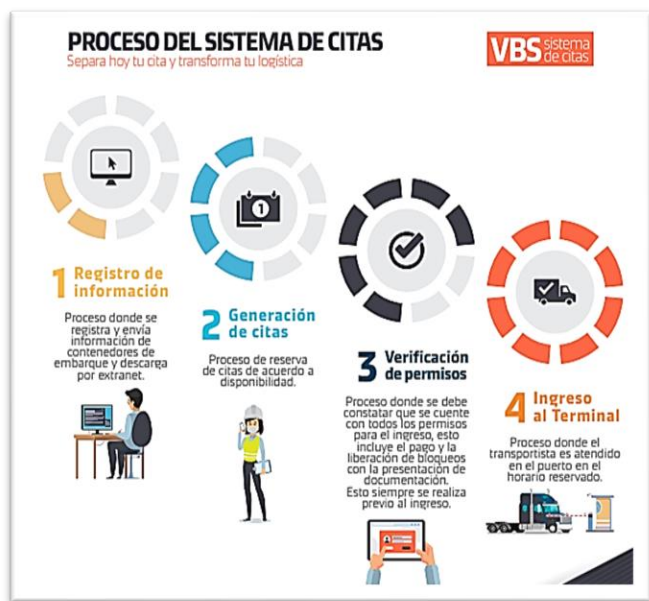 PROCESO DEL SISTEMA DE CITAS
Separa hoy tu cita y transforma tu logística
VBS sistema
de citas
1 Registro de
información
Proceso donde se
registra y envía
información de
contenedores de
embarque y descarga
por extranet.
1
2 Generación
de citas
Proceso de reserva
de citas de acuerdo a
disponibilidad.
3 Verificación
de permisos
Proceso donde se debe
constatar que se cuente
con todos los permisos
para el ingreso, esto
incluye el pago y la
liberación de bloqueos
con la presentación de
documentación.
Esto siempre se realiza
previo al ingreso.
4 Ingreso
al Terminal
Proceso donde el
transportista es atendido
en el puerto en el
horario reservado.